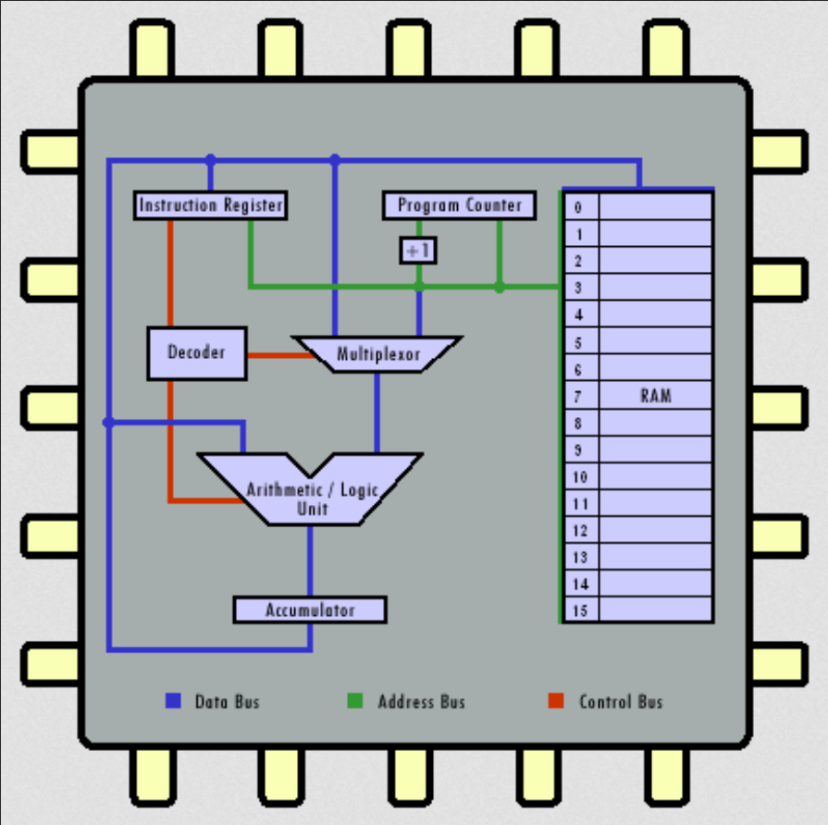 Instruction Register
Program Counter
+1
Decoder
Multiplexor
Arithmetic / Logic
Unit
Accumulator
0
1
2
3
4
5
6
7 RAM
8
9
10
11
12
13
14
15
Data Bus
Address Bus
Control Bus